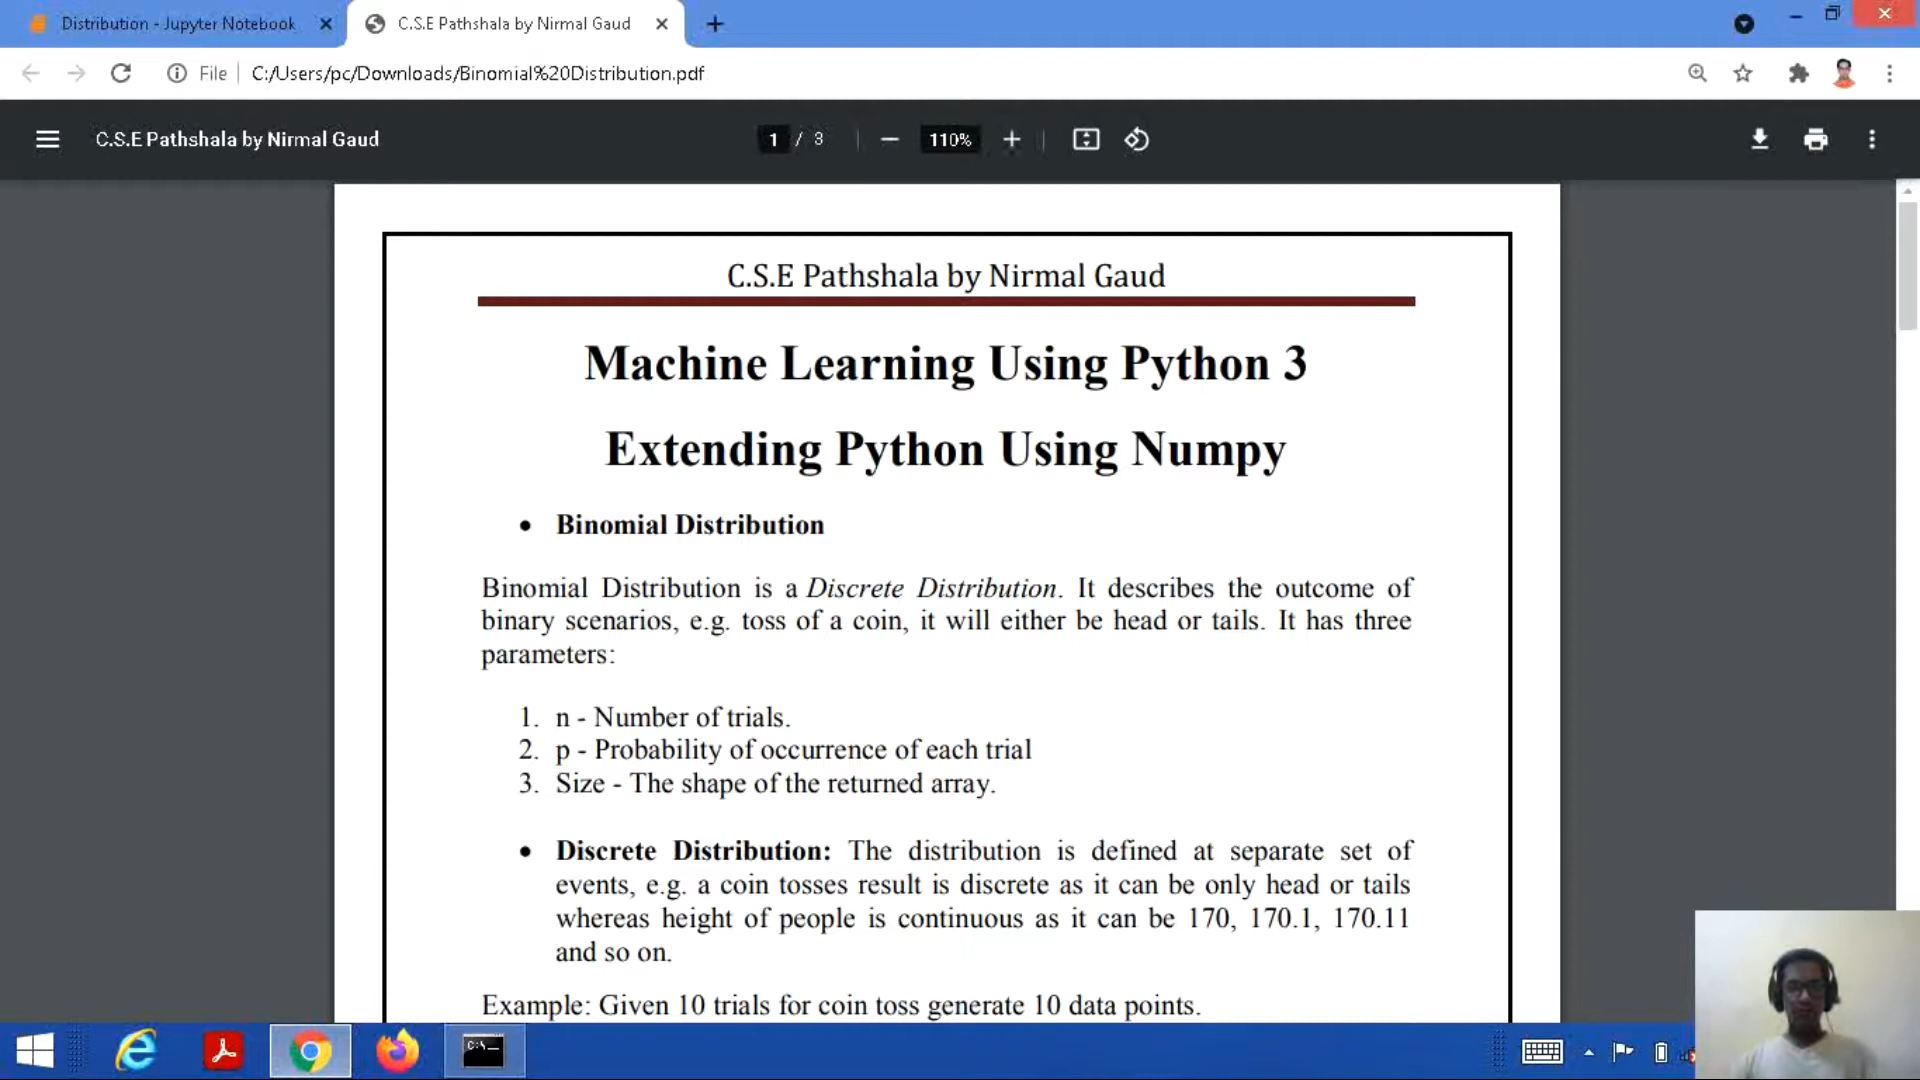 Distribution - Jupyter Notebook
C.S.E Pathshala by Nirmal Gaud
File
C:/Users/pc/Downloads/Binomial%20Distribution.pdf
C.S.E Pathshala by Nirmal Gaud
1 / 3
110%
C.S.E Pathshala by Nirmal Gaud
Machine Learning Using Python 3
Extending Python Using Numpy
• Binomial Distribution
Binomial Distribution is a Discrete Distribution. It describes the outcome of
binary scenarios, e.g. toss of a coin, it will either be head or tails. It has three
parameters:
1. n - Number of trials.
2. p - Probability of occurrence of each trial
3. Size - The shape of the returned array.
• Discrete Distribution: The distribution is defined at separate set of
events, e.g. a coin tosses result is discrete as it can be only head or tails
whereas height of people is continuous as it can be 170, 170.1, 170.11
and so on.
Example: Given 10 trials for coin toss generate 10 data points.
C:\_